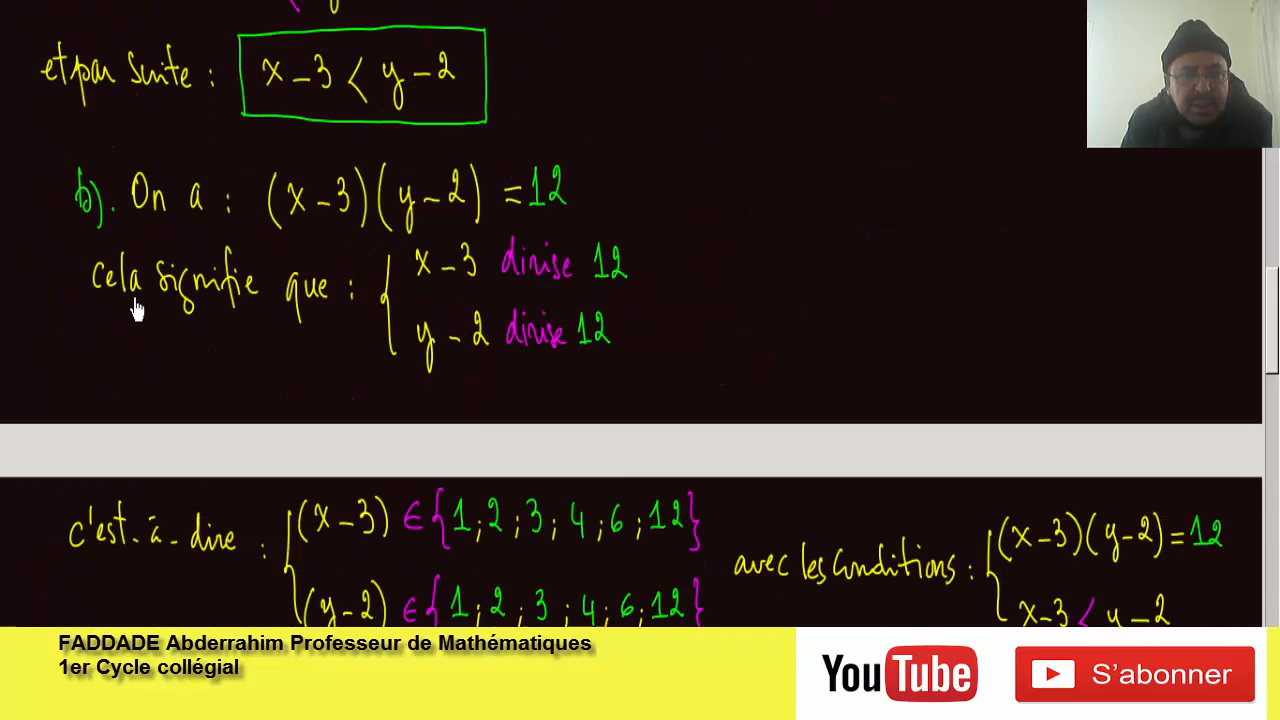 et par suite : x - 3 < y - 2
b). On a : (x - 3)(y - 2) = 12
cela signifie que : { x - 3 divise 12
y - 2 divise 12
c'est-à-dire : { (x - 3) ∈ {1 ; 2 ; 3 ; 4 ; 6 ; 12}
(y - 2) ∈ {1 ; 2 ; 3 ; 4 ; 6 ; 12}
avec les conditions : { (x - 3)(y - 2) = 12
x - 3 < y - 2
FADDADE Abderrahim Professeur de Mathématiques
1er Cycle collégial
YouTube
S'abonner